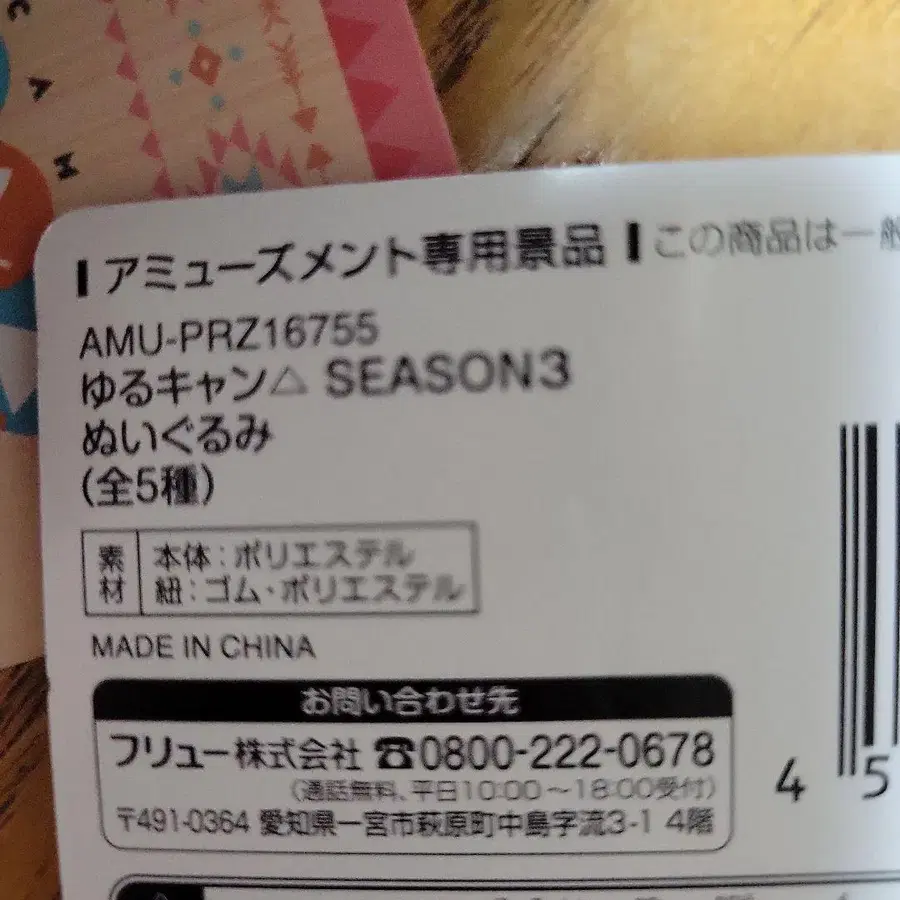 C
A
M
アミューズメント専用景品 この商品は一般
AMU-PRZ16755
ゆるキャン△ SEASON3
ぬいぐるみ
(全5種)
素材 本体:ポリエステル
紐:ゴム・ポリエステル
MADE IN CHINA
お問い合わせ先
フリュー株式会社 ☎0800-222-0678
(通話無料、平日10:00~18:00受付)
〒491-0364 愛知県一宮市萩原町中島字流3-1 4階
4 5